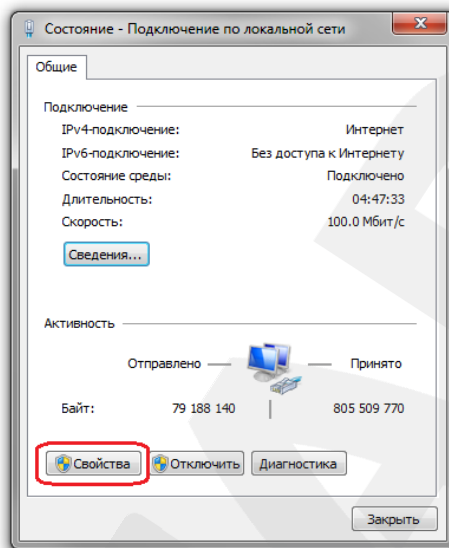 Состояние - Подключение по локальной сети
Общие
Подключение
IPv4-подключение: Интернет
IPv6-подключение: Без доступа к Интернету
Состояние среды: Подключено
Длительность: 04:47:33
Скорость: 100.0 Мбит/с
Сведения...
Активность
Отправлено — — Принято
Байт: 79 188 140 | 805 509 770
Свойства Отключить Диагностика
Закрыть